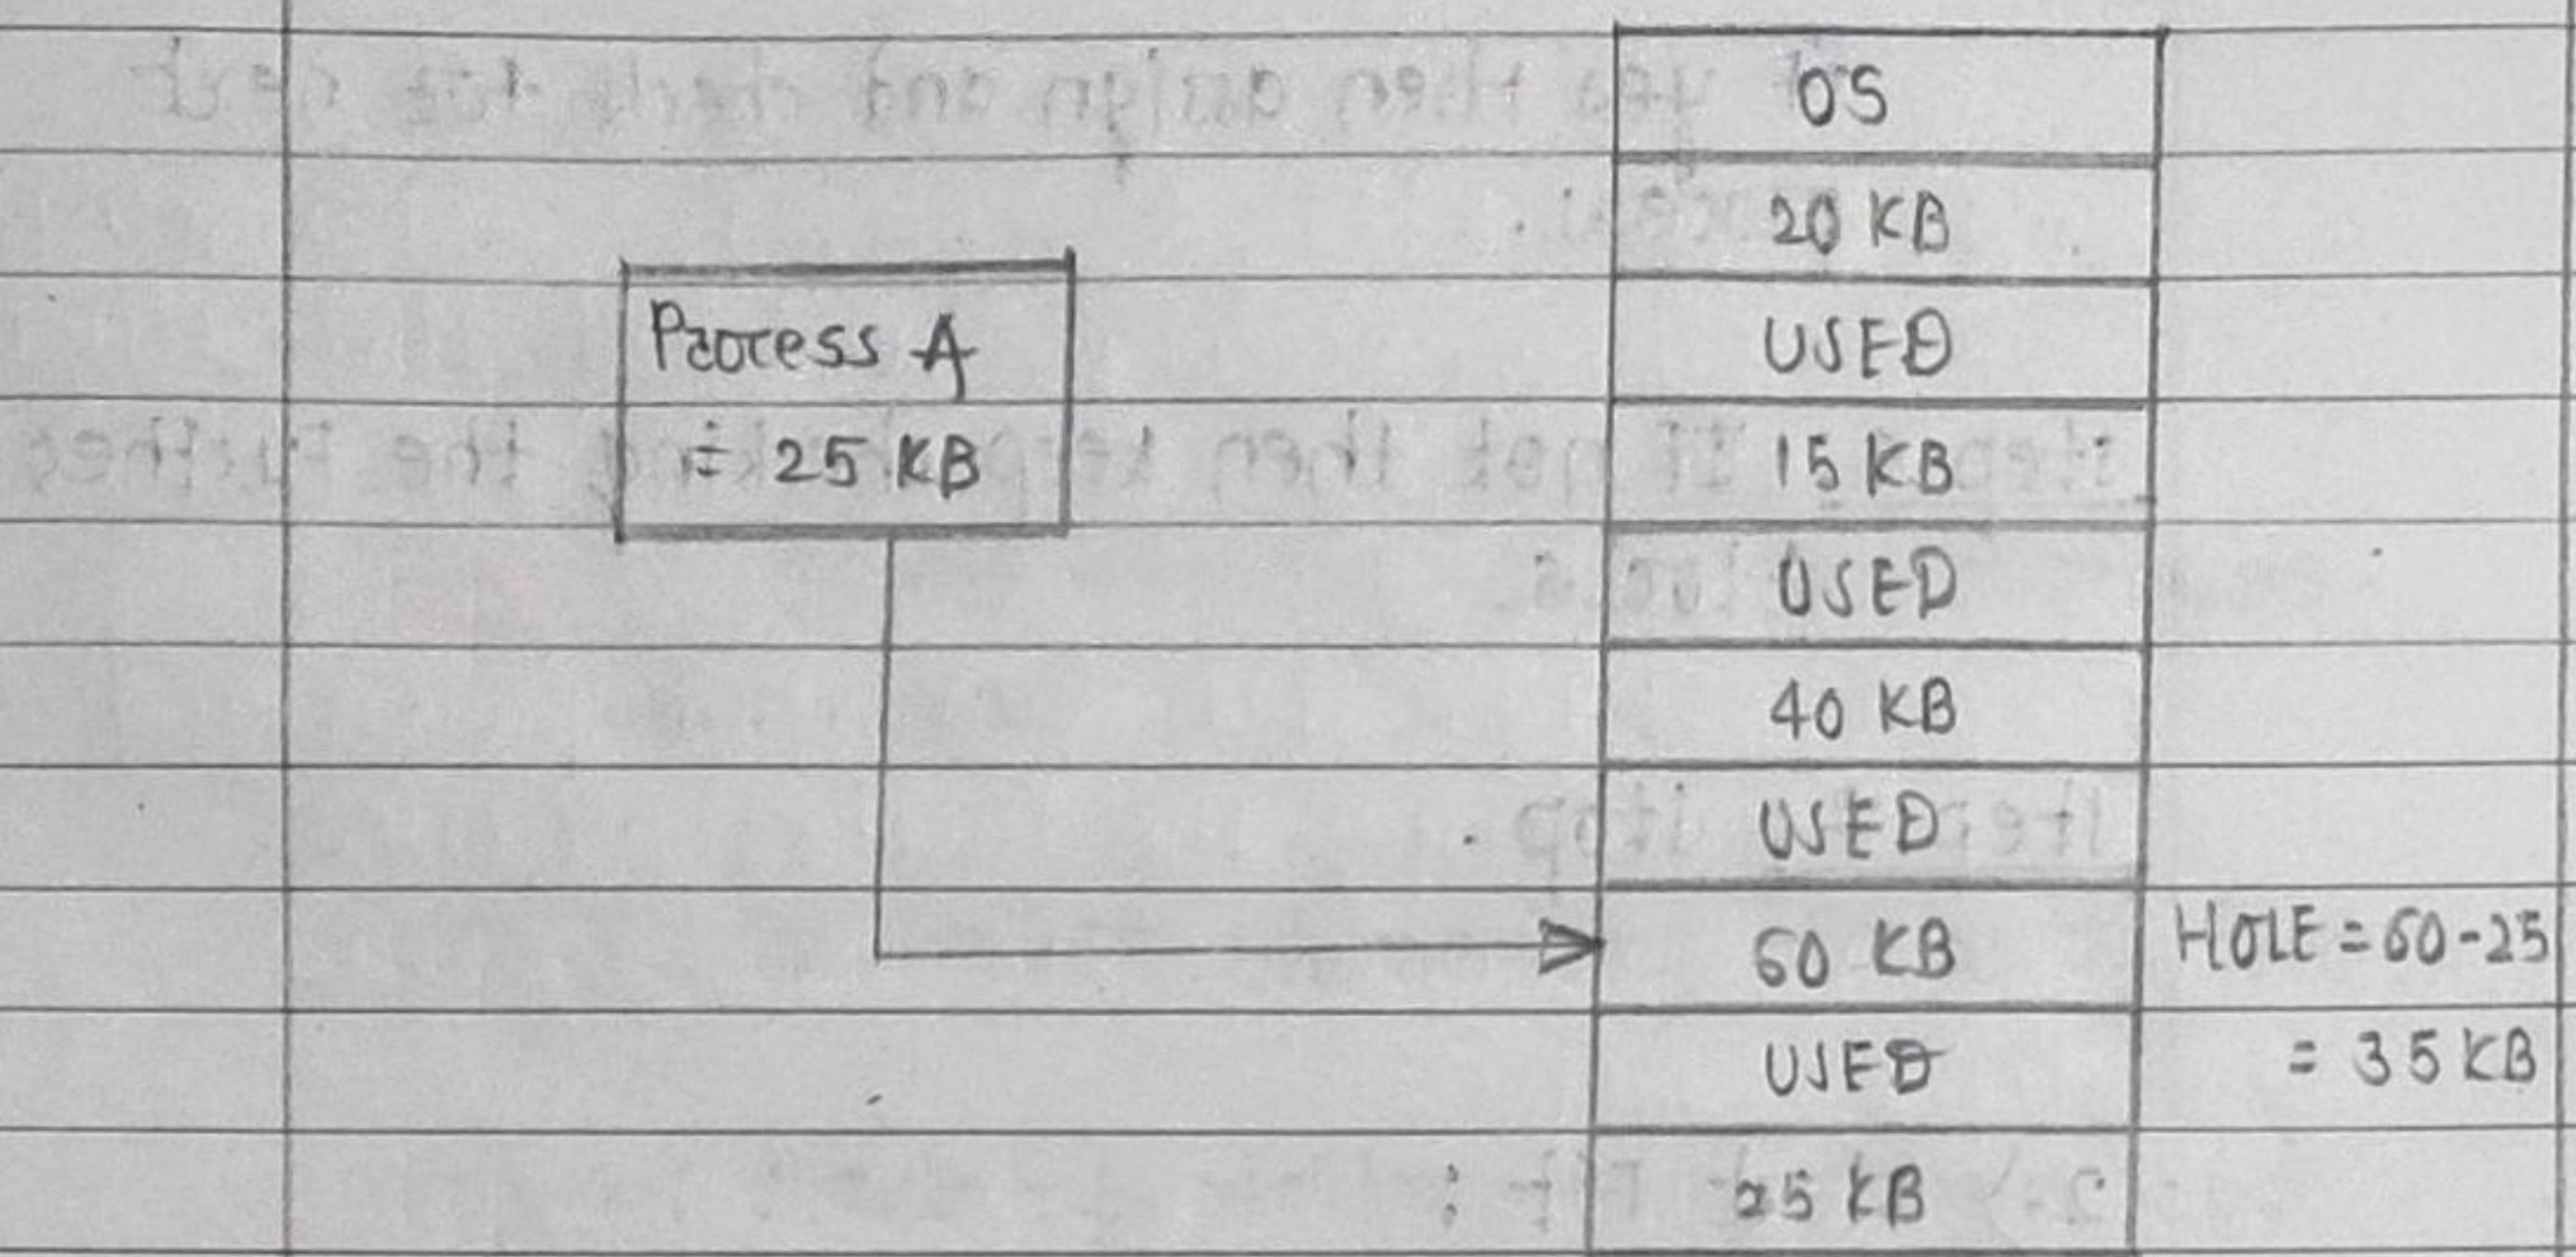 OS
20 KB
Process A
USED
= 25 KB
15 KB
USED
40 KB
USED
60 KB
HOLE = 60-25
USED
= 35 KB
25 KB